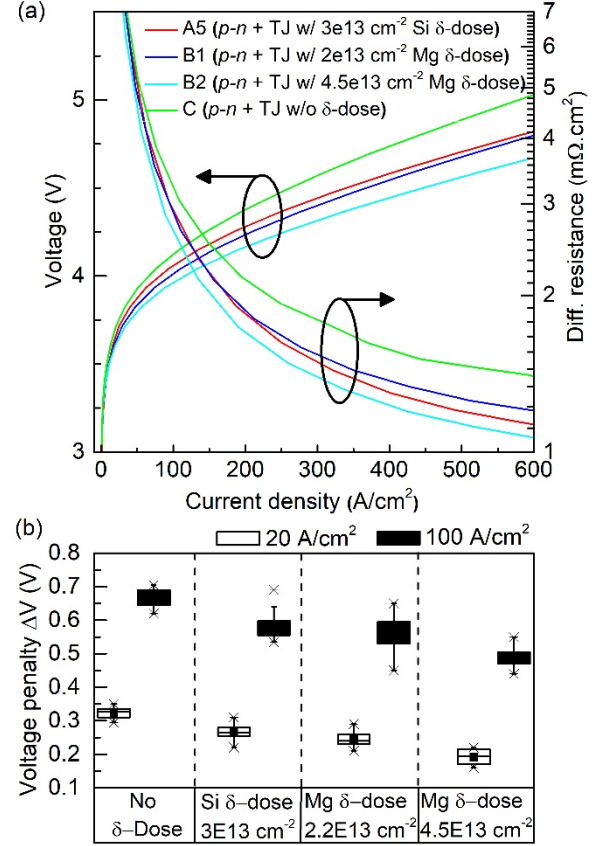 (a)
A5 (p-n + TJ w/ 3e13 cm⁻² Si δ-dose)
B1 (p-n + TJ w/ 2e13 cm⁻² Mg δ-dose)
B2 (p-n + TJ w/ 4.5e13 cm⁻² Mg δ-dose)
C (p-n + TJ w/o δ-dose)
Voltage (V)
5
4
3
7
6
5
4
3
2
1
Diff. resistance (mΩ.cm²)
0 100 200 300 400 500 600
Current density (A/cm²)
(b)
20 A/cm² 100 A/cm²
Voltage penalty ΔV (V)
0.8
0.7
0.6
0.5
0.4
0.3
0.2
0.1
No Si δ–dose Mg δ–dose Mg δ–dose
δ–Dose 3E13 cm⁻² 2.2E13 cm⁻² 4.5E13 cm⁻²